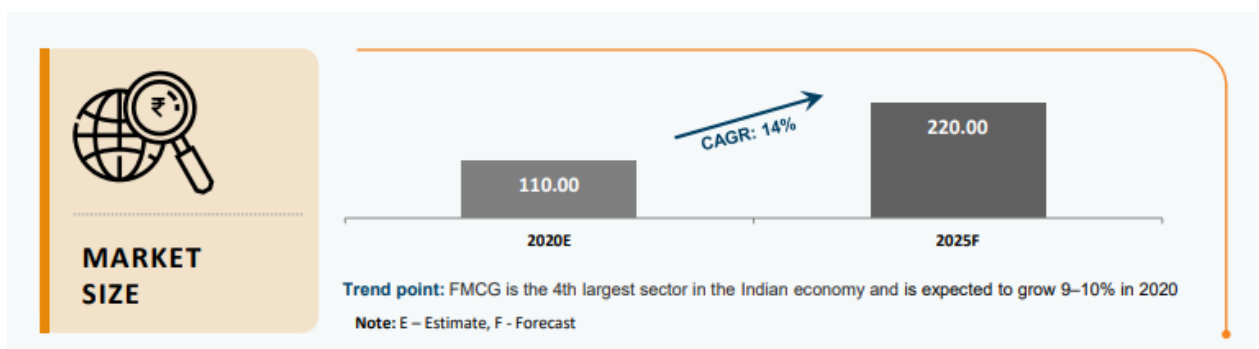 ₹
MARKET
SIZE
CAGR: 14%
110.00
220.00
2020E
2025F
Trend point: FMCG is the 4th largest sector in the Indian economy and is expected to grow 9–10% in 2020
Note: E – Estimate, F - Forecast